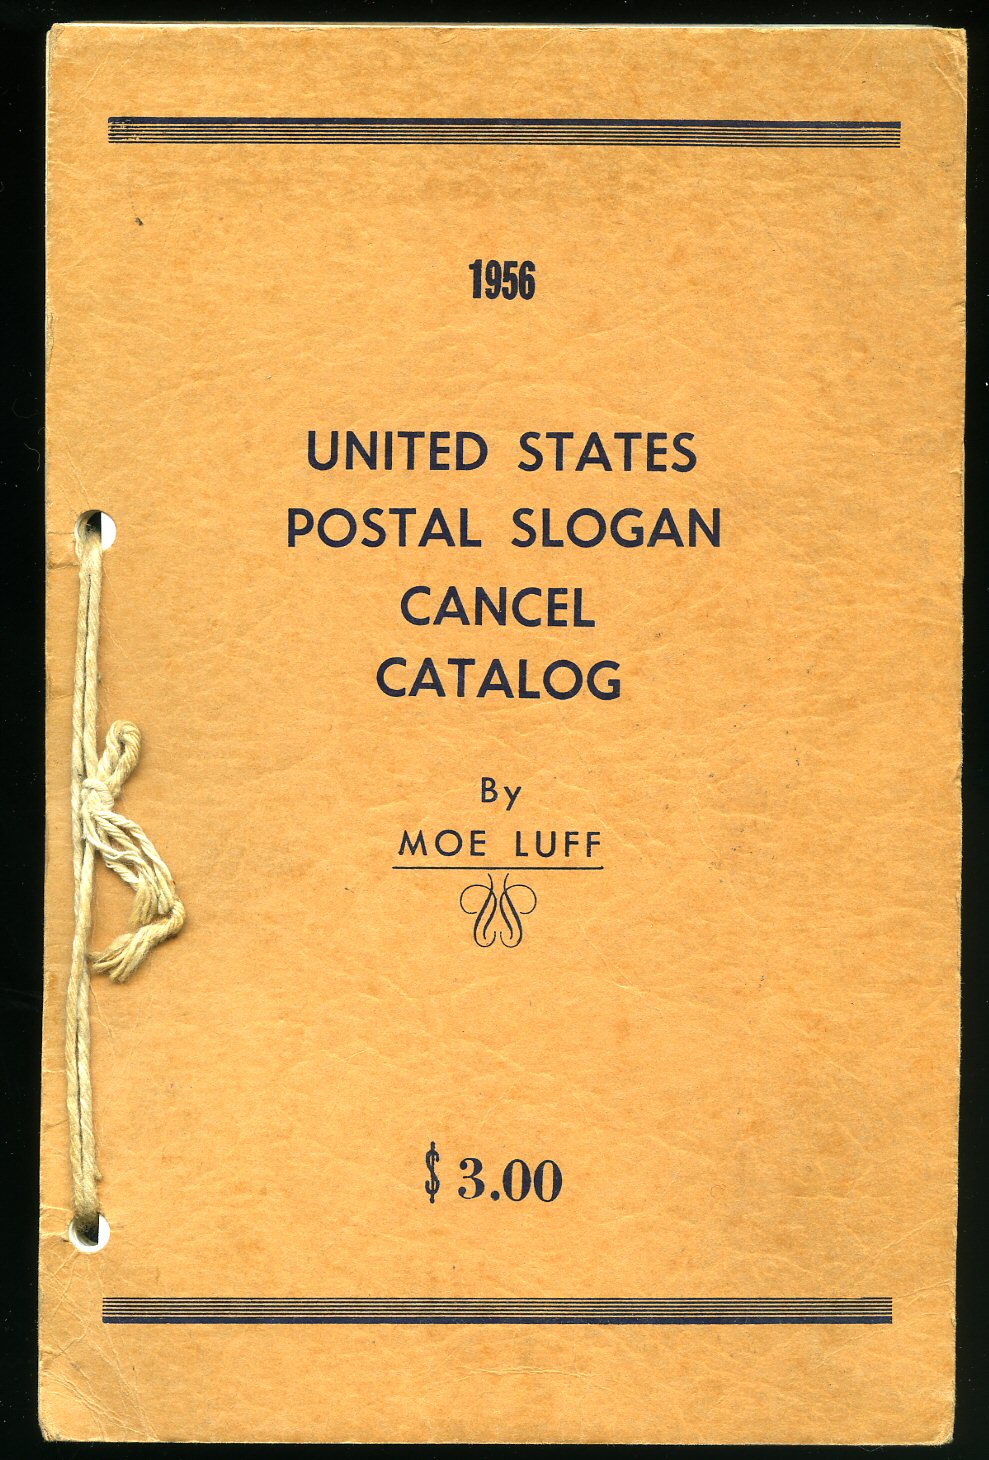 1956
UNITED STATES
POSTAL SLOGAN
CANCEL
CATALOG
By
MOE LUFF
$3.00